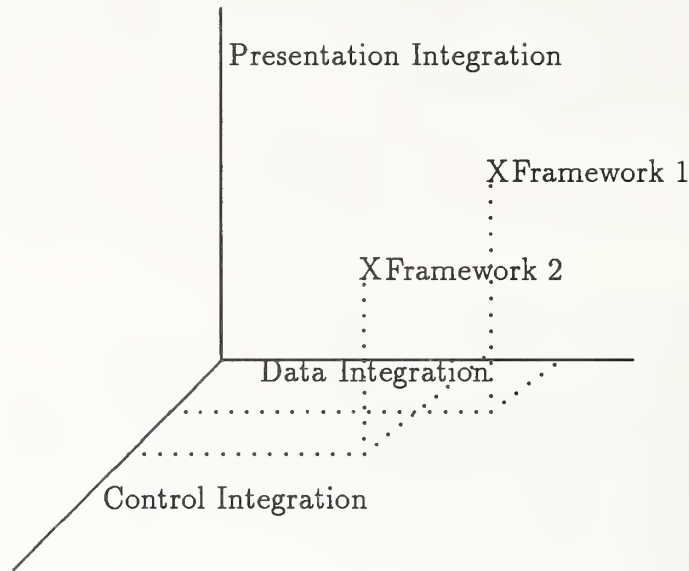 Presentation Integration
XFramework 1
XFramework 2
Data Integration
Control Integration